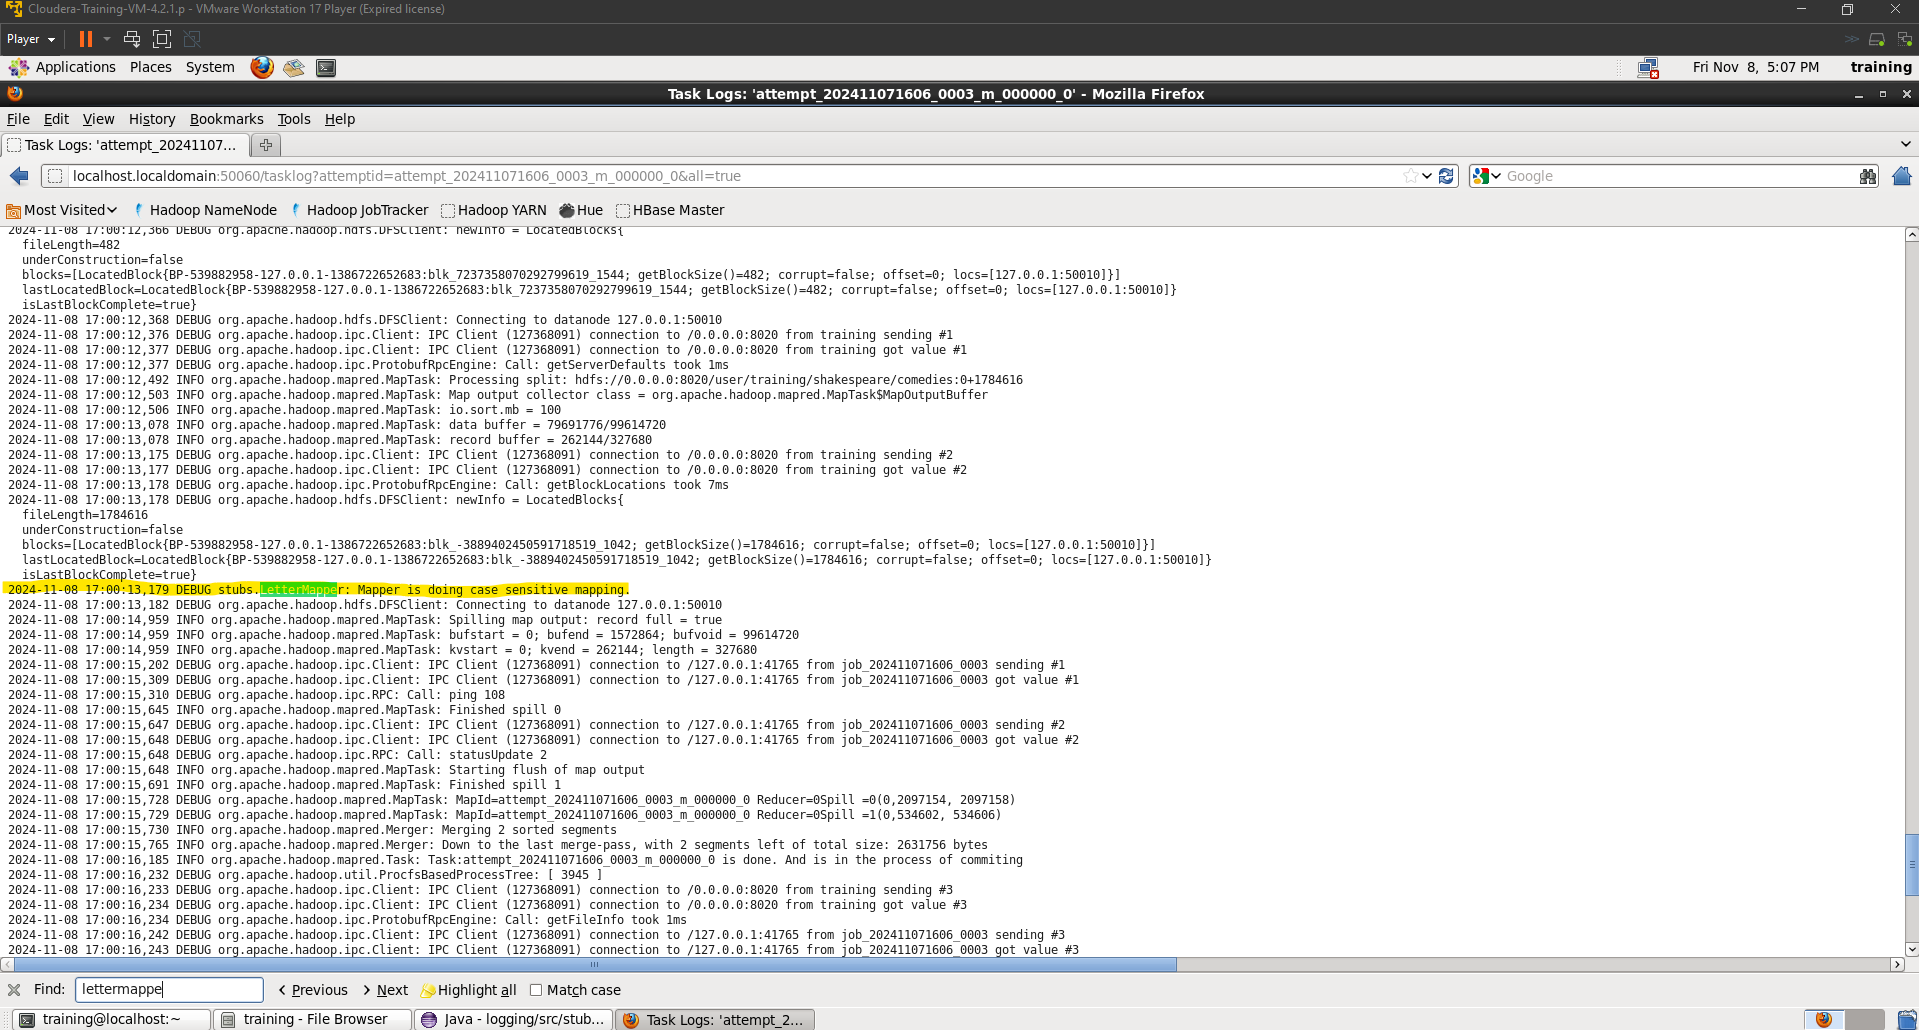 Cloudera-Training-VM-4.2.1.p - VMware Workstation 17 Player (Expired license)
Player
Applications Places System Fri Nov 8, 5:07 PM training
Task Logs: 'attempt_202411071606_0003_m_000000_0' - Mozilla Firefox
File Edit View History Bookmarks Tools Help
Task Logs: 'attempt_20241107...
localhost.localdomain:50060/tasklog?attemptid=attempt_202411071606_0003_m_000000_0&all=true Google
Most Visited Hadoop NameNode Hadoop JobTracker Hadoop YARN Hue HBase Master
2024-11-08 17:00:12,366 DEBUG org.apache.hadoop.hdfs.DFSClient: newInfo = LocatedBlocks{
fileLength=482
underConstruction=false
blocks=[LocatedBlock{BP-539882958-127.0.0.1-1386722652683:blk_7237358070292799619_1544; getBlockSize()=482; corrupt=false; offset=0; locs=[127.0.0.1:50010]}]
lastLocatedBlock=LocatedBlock{BP-539882958-127.0.0.1-1386722652683:blk_7237358070292799619_1544; getBlockSize()=482; corrupt=false; offset=0; locs=[127.0.0.1:50010]}
isLastBlockComplete=true}
2024-11-08 17:00:12,368 DEBUG org.apache.hadoop.hdfs.DFSClient: Connecting to datanode 127.0.0.1:50010
2024-11-08 17:00:12,376 DEBUG org.apache.hadoop.ipc.Client: IPC Client (127368091) connection to /0.0.0.0:8020 from training sending #1
2024-11-08 17:00:12,377 DEBUG org.apache.hadoop.ipc.Client: IPC Client (127368091) connection to /0.0.0.0:8020 from training got value #1
2024-11-08 17:00:12,377 DEBUG org.apache.hadoop.ipc.ProtobufRpcEngine: Call: getServerDefaults took 1ms
2024-11-08 17:00:12,492 INFO org.apache.hadoop.mapred.MapTask: Processing split: hdfs://0.0.0.0:8020/user/training/shakespeare/comedies:0+1784616
2024-11-08 17:00:12,503 INFO org.apache.hadoop.mapred.MapTask: Map output collector class = org.apache.hadoop.mapred.MapTask$MapOutputBuffer
2024-11-08 17:00:12,506 INFO org.apache.hadoop.mapred.MapTask: io.sort.mb = 100
2024-11-08 17:00:13,078 INFO org.apache.hadoop.mapred.MapTask: data buffer = 79691776/99614720
2024-11-08 17:00:13,078 INFO org.apache.hadoop.mapred.MapTask: record buffer = 262144/327680
2024-11-08 17:00:13,175 DEBUG org.apache.hadoop.ipc.Client: IPC Client (127368091) connection to /0.0.0.0:8020 from training sending #2
2024-11-08 17:00:13,177 DEBUG org.apache.hadoop.ipc.Client: IPC Client (127368091) connection to /0.0.0.0:8020 from training got value #2
2024-11-08 17:00:13,178 DEBUG org.apache.hadoop.ipc.ProtobufRpcEngine: Call: getBlockLocations took 7ms
2024-11-08 17:00:13,178 DEBUG org.apache.hadoop.hdfs.DFSClient: newInfo = LocatedBlocks{
fileLength=1784616
underConstruction=false
blocks=[LocatedBlock{BP-539882958-127.0.0.1-1386722652683:blk_-3889402450591718519_1042; getBlockSize()=1784616; corrupt=false; offset=0; locs=[127.0.0.1:50010]}]
lastLocatedBlock=LocatedBlock{BP-539882958-127.0.0.1-1386722652683:blk_-3889402450591718519_1042; getBlockSize()=1784616; corrupt=false; offset=0; locs=[127.0.0.1:50010]}
isLastBlockComplete=true}
2024-11-08 17:00:13,179 DEBUG stubs.LetterMapper: Mapper is doing case sensitive mapping.
2024-11-08 17:00:13,182 DEBUG org.apache.hadoop.hdfs.DFSClient: Connecting to datanode 127.0.0.1:50010
2024-11-08 17:00:14,959 INFO org.apache.hadoop.mapred.MapTask: Spilling map output: record full = true
2024-11-08 17:00:14,959 INFO org.apache.hadoop.mapred.MapTask: bufstart = 0; bufend = 1572864; bufvoid = 99614720
2024-11-08 17:00:14,959 INFO org.apache.hadoop.mapred.MapTask: kvstart = 0; kvend = 262144; length = 327680
2024-11-08 17:00:15,202 DEBUG org.apache.hadoop.ipc.Client: IPC Client (127368091) connection to /127.0.0.1:41765 from job_202411071606_0003 sending #1
2024-11-08 17:00:15,309 DEBUG org.apache.hadoop.ipc.Client: IPC Client (127368091) connection to /127.0.0.1:41765 from job_202411071606_0003 got value #1
2024-11-08 17:00:15,310 DEBUG org.apache.hadoop.ipc.RPC: Call: ping 108
2024-11-08 17:00:15,645 INFO org.apache.hadoop.mapred.MapTask: Finished spill 0
2024-11-08 17:00:15,647 DEBUG org.apache.hadoop.ipc.Client: IPC Client (127368091) connection to /127.0.0.1:41765 from job_202411071606_0003 sending #2
2024-11-08 17:00:15,648 DEBUG org.apache.hadoop.ipc.Client: IPC Client (127368091) connection to /127.0.0.1:41765 from job_202411071606_0003 got value #2
2024-11-08 17:00:15,648 DEBUG org.apache.hadoop.ipc.RPC: Call: statusUpdate 2
2024-11-08 17:00:15,648 INFO org.apache.hadoop.mapred.MapTask: Starting flush of map output
2024-11-08 17:00:15,691 INFO org.apache.hadoop.mapred.MapTask: Finished spill 1
2024-11-08 17:00:15,728 DEBUG org.apache.hadoop.mapred.MapTask: MapId=attempt_202411071606_0003_m_000000_0 Reducer=0Spill =0(0,2097154, 2097158)
2024-11-08 17:00:15,729 DEBUG org.apache.hadoop.mapred.MapTask: MapId=attempt_202411071606_0003_m_000000_0 Reducer=0Spill =1(0,534602, 534606)
2024-11-08 17:00:15,730 INFO org.apache.hadoop.mapred.Merger: Merging 2 sorted segments
2024-11-08 17:00:15,765 INFO org.apache.hadoop.mapred.Merger: Down to the last merge-pass, with 2 segments left of total size: 2631756 bytes
2024-11-08 17:00:16,185 INFO org.apache.hadoop.mapred.Task: Task:attempt_202411071606_0003_m_000000_0 is done. And is in the process of commiting
2024-11-08 17:00:16,232 DEBUG org.apache.hadoop.util.ProcfsBasedProcessTree: [ 3945 ]
2024-11-08 17:00:16,233 DEBUG org.apache.hadoop.ipc.Client: IPC Client (127368091) connection to /0.0.0.0:8020 from training sending #3
2024-11-08 17:00:16,234 DEBUG org.apache.hadoop.ipc.Client: IPC Client (127368091) connection to /0.0.0.0:8020 from training got value #3
2024-11-08 17:00:16,234 DEBUG org.apache.hadoop.ipc.ProtobufRpcEngine: Call: getFileInfo took 1ms
2024-11-08 17:00:16,242 DEBUG org.apache.hadoop.ipc.Client: IPC Client (127368091) connection to /127.0.0.1:41765 from job_202411071606_0003 sending #3
2024-11-08 17:00:16,243 DEBUG org.apache.hadoop.ipc.Client: IPC Client (127368091) connection to /127.0.0.1:41765 from job_202411071606_0003 got value #3
Find: lettermappe Previous Next Highlight all Match case
training@localhost:~ training - File Browser Java - logging/src/stub... Task Logs: 'attempt_2...